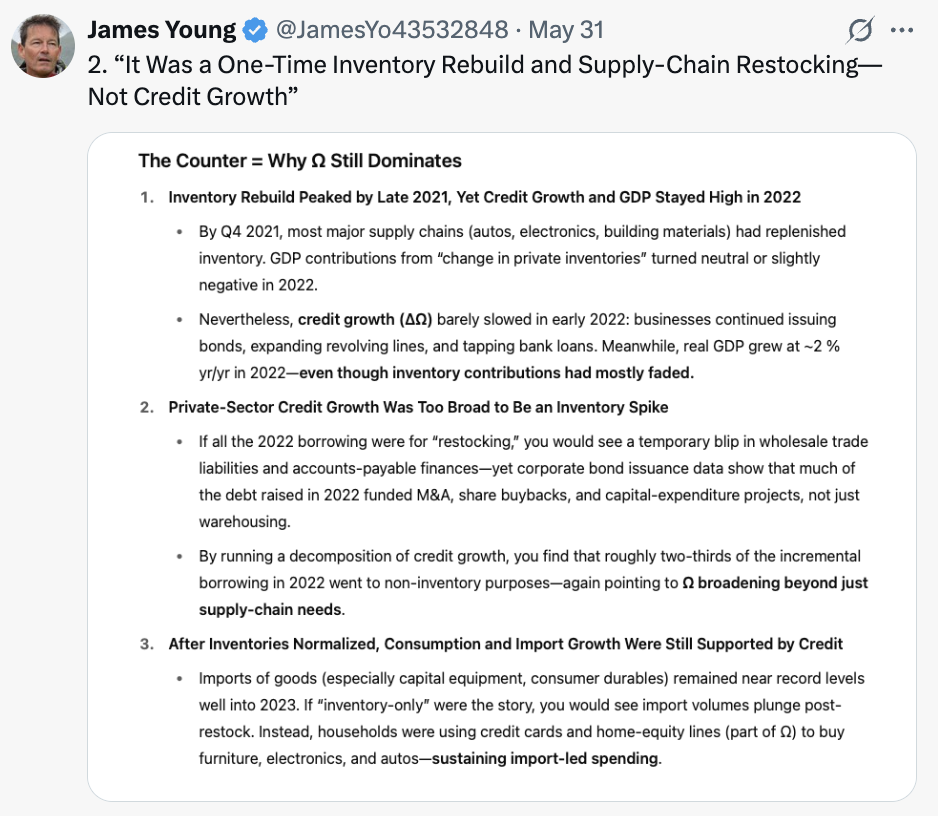 James Young @JamesYo43532848 · May 31
2. “It Was a One-Time Inventory Rebuild and Supply-Chain Restocking—
Not Credit Growth”
The Counter = Why Ω Still Dominates
1. Inventory Rebuild Peaked by Late 2021, Yet Credit Growth and GDP Stayed High in 2022
• By Q4 2021, most major supply chains (autos, electronics, building materials) had replenished
inventory. GDP contributions from “change in private inventories” turned neutral or slightly
negative in 2022.
• Nevertheless, credit growth (ΔΩ) barely slowed in early 2022: businesses continued issuing
bonds, expanding revolving lines, and tapping bank loans. Meanwhile, real GDP grew at ~2 %
yr/yr in 2022—even though inventory contributions had mostly faded.
2. Private-Sector Credit Growth Was Too Broad to Be an Inventory Spike
• If all the 2022 borrowing were for “restocking,” you would see a temporary blip in wholesale trade
liabilities and accounts-payable finances—yet corporate bond issuance data show that much of
the debt raised in 2022 funded M&A, share buybacks, and capital-expenditure projects, not just
warehousing.
• By running a decomposition of credit growth, you find that roughly two-thirds of the incremental
borrowing in 2022 went to non-inventory purposes—again pointing to Ω broadening beyond just
supply-chain needs.
3. After Inventories Normalized, Consumption and Import Growth Were Still Supported by Credit
• Imports of goods (especially capital equipment, consumer durables) remained near record levels
well into 2023. If “inventory-only” were the story, you would see import volumes plunge post-
restock. Instead, households were using credit cards and home-equity lines (part of Ω) to buy
furniture, electronics, and autos—sustaining import-led spending.